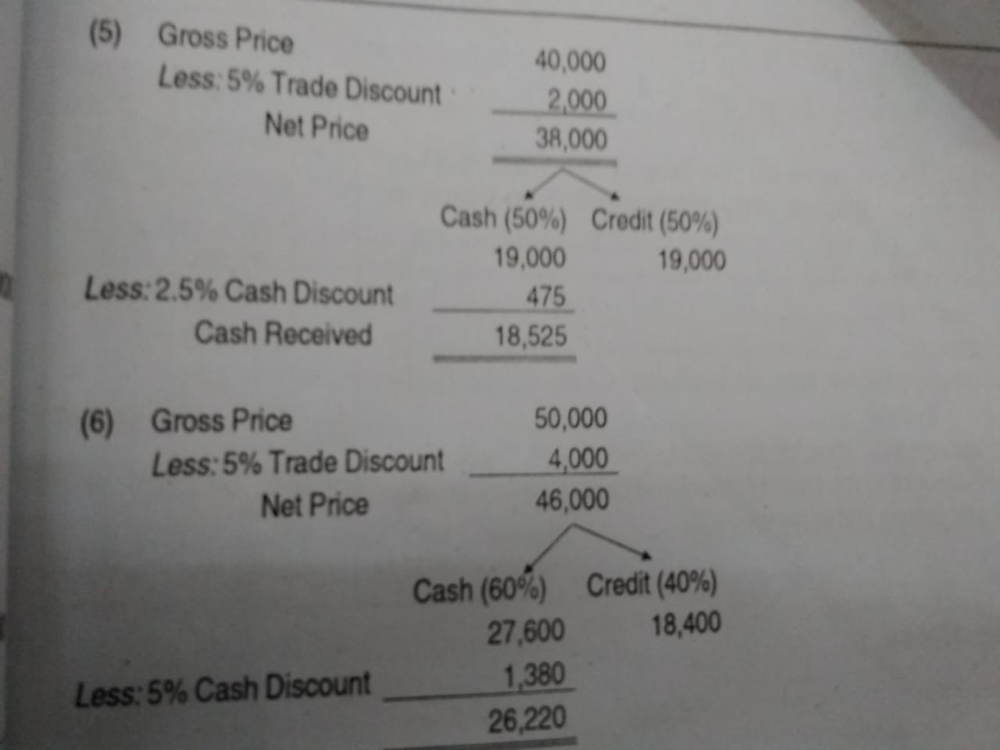 (5) Gross Price 40,000
Less: 5% Trade Discount 2,000
Net Price 38,000
Cash (50%) Credit (50%)
19,000 19,000
Less: 2.5% Cash Discount 475
Cash Received 18,525
(6) Gross Price 50,000
Less: 5% Trade Discount 4,000
Net Price 46,000
Cash (60%) Credit (40%)
27,600 18,400
Less: 5% Cash Discount 1,380
26,220